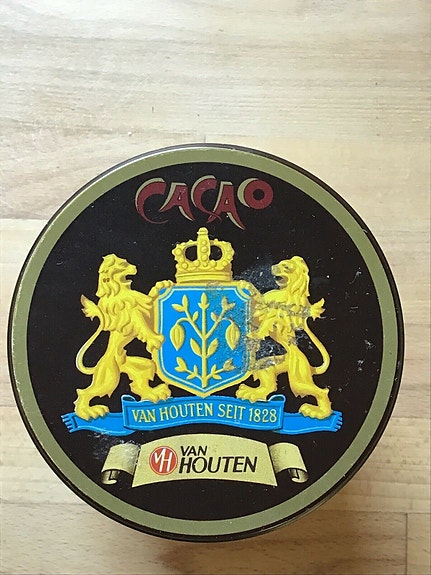 CACAO
VAN HOUTEN SEIT 1828
VH VAN
HOUTEN